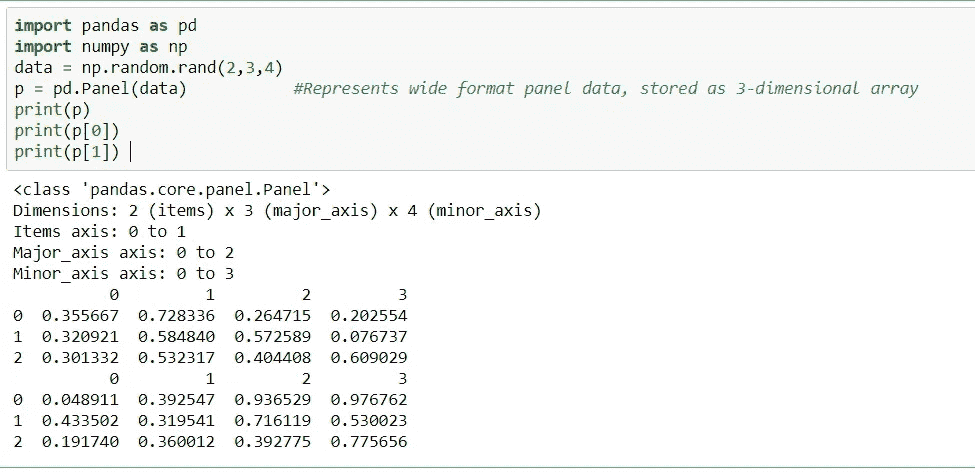 import pandas as pd
import numpy as np
data = np.random.rand(2,3,4)
p = pd.Panel(data) #Represents wide format panel data, stored as 3-dimensional array
print(p)
print(p[0])
print(p[1])
<class 'pandas.core.panel.Panel'>
Dimensions: 2 (items) x 3 (major_axis) x 4 (minor_axis)
Items axis: 0 to 1
Major_axis axis: 0 to 2
Minor_axis axis: 0 to 3
0 1 2 3
0 0.355667 0.728336 0.264715 0.202554
1 0.320921 0.584840 0.572589 0.076737
2 0.301332 0.532317 0.404408 0.609029
0 1 2 3
0 0.048911 0.392547 0.936529 0.976762
1 0.433502 0.319541 0.716119 0.530023
2 0.191740 0.360012 0.392775 0.775656